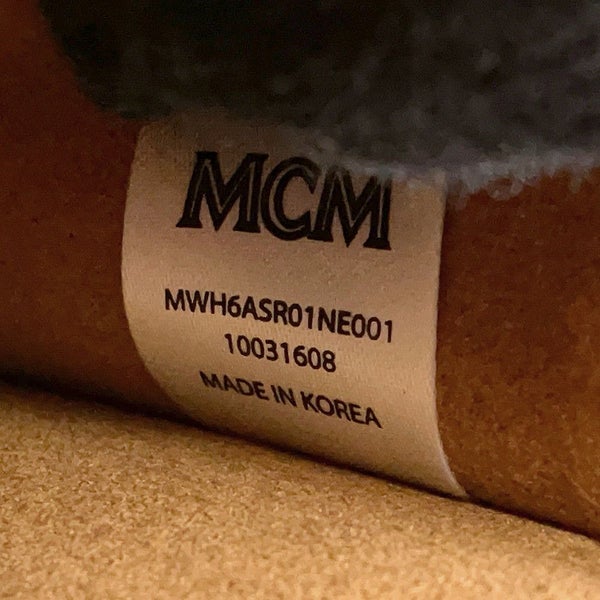 MCM
MWH6ASR01NE001
10031608
MADE IN KOREA